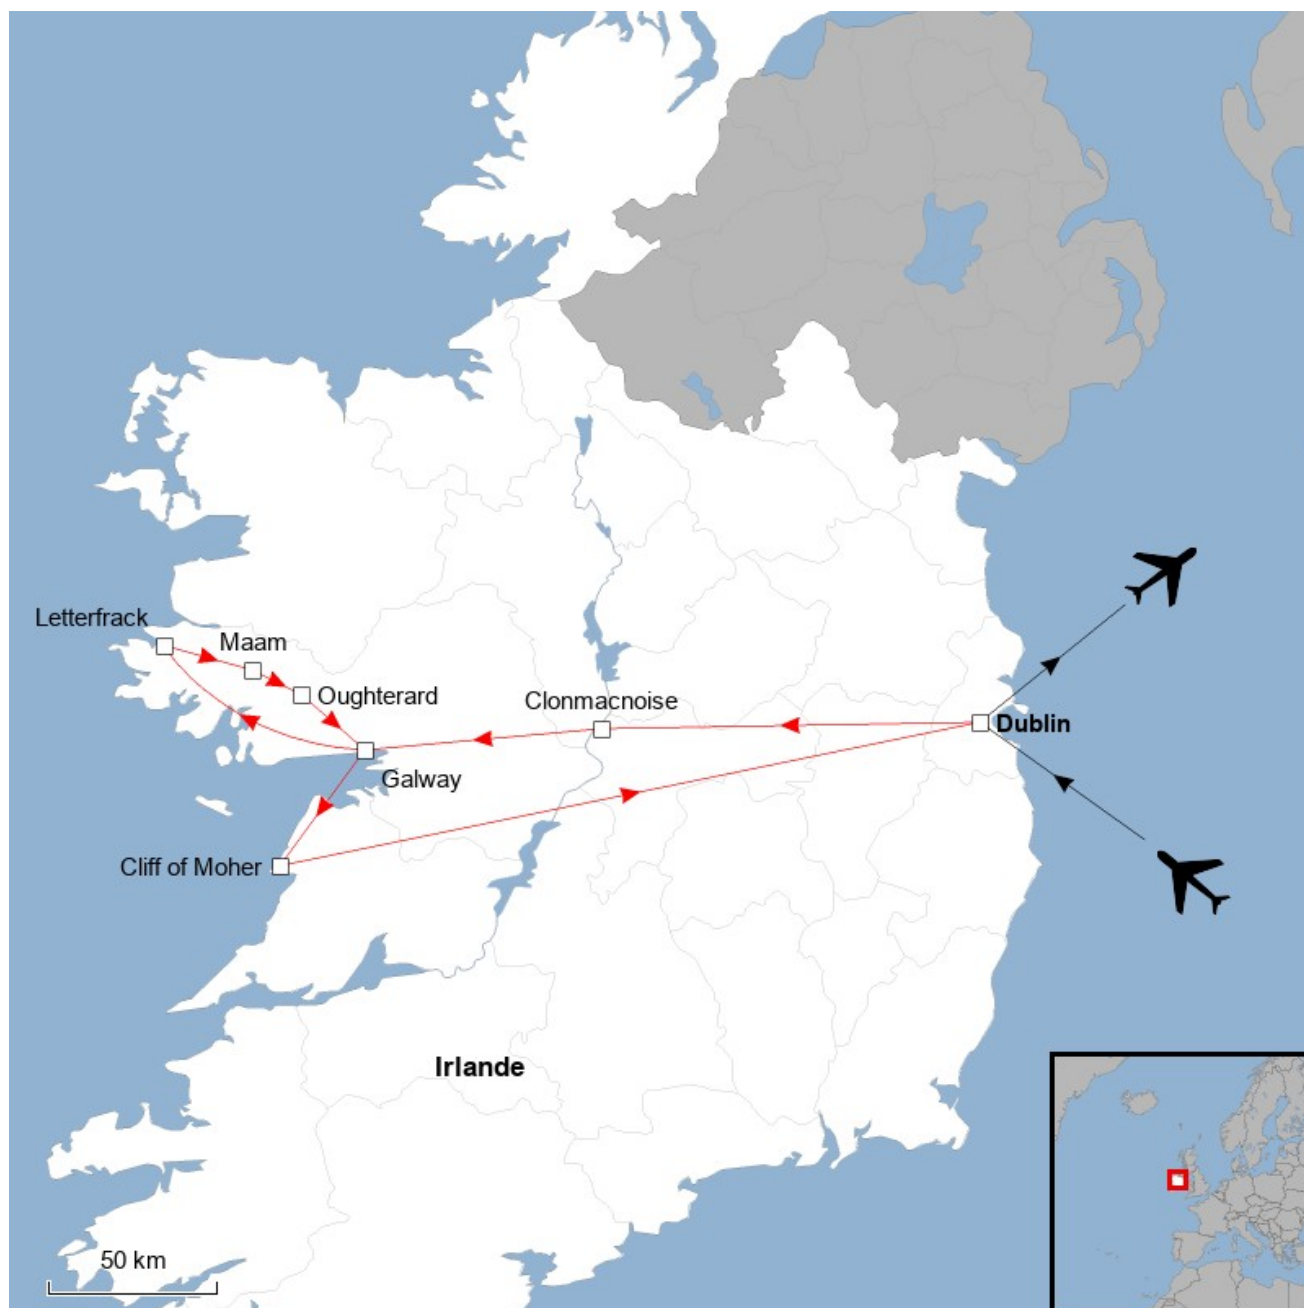 Letterfrack
Maam
Oughterard
Clonmacnoise
Dublin
Galway
Cliff of Moher
Irlande
50 km